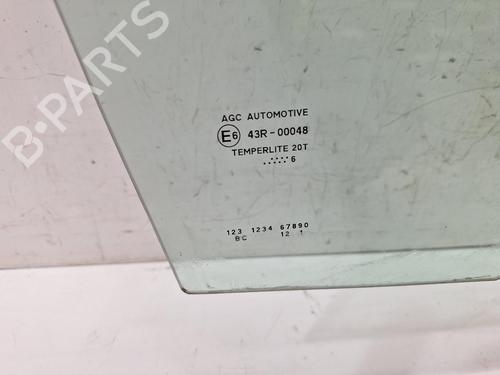 B-PARTS
AGC AUTOMOTIVE
E6 43R-00048
TEMPERLITE 20T
.......6
123 1234 67890
BC 12 1